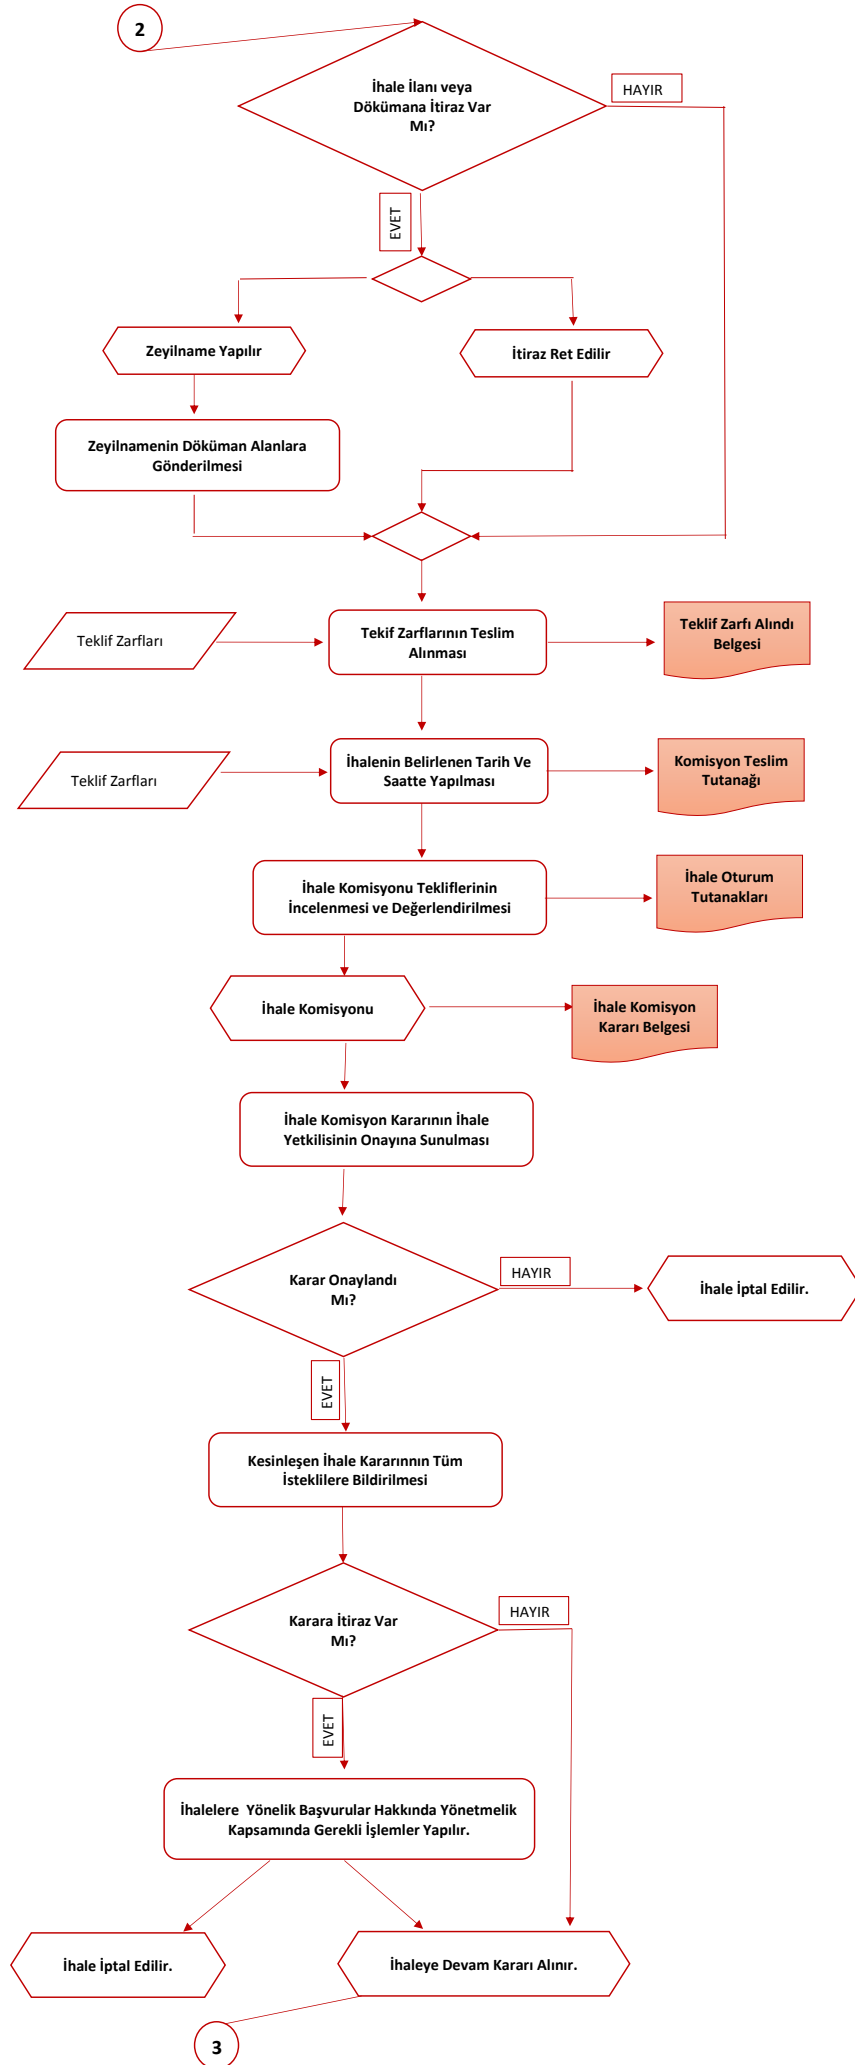 2
İhale İlanı veya
Dökümana İtiraz Var
Mı?
HAYIR
EVET
Zeyilname Yapılır
İtiraz Ret Edilir
Zeyilnamenin Döküman Alanlara
Gönderilmesi
Teklif Zarfları
Tekif Zarflarının Teslim
Alınması
Teklif Zarfı Alındı
Belgesi
Teklif Zarfları
İhalenin Belirlenen Tarih Ve
Saatte Yapılması
Komisyon Teslim
Tutanağı
İhale Komisyonu Tekliflerinin
İncelenmesi ve Değerlendirilmesi
İhale Oturum
Tutanakları
İhale Komisyonu
İhale Komisyon
Kararı Belgesi
İhale Komisyon Kararının İhale
Yetkilisinin Onayına Sunulması
Karar Onaylandı
Mı?
HAYIR
İhale İptal Edilir.
EVET
Kesinleşen İhale Kararınnın Tüm
İsteklilere Bildirilmesi
Karara İtiraz Var
Mı?
HAYIR
EVET
İhalelere  Yönelik Başvurular Hakkında Yönetmelik
Kapsamında Gerekli İşlemler Yapılır.
İhale İptal Edilir.
İhaleye Devam Kararı Alınır.
3